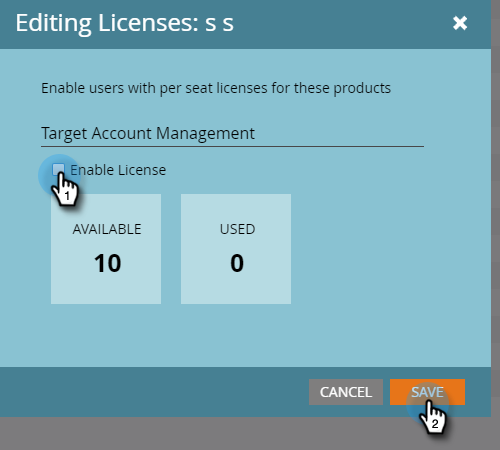 Editing Licenses: s s
Enable users with per seat licenses for these products
Target Account Management
Enable License
1
AVAILABLE
10
USED
0
CANCEL
SAVE
2